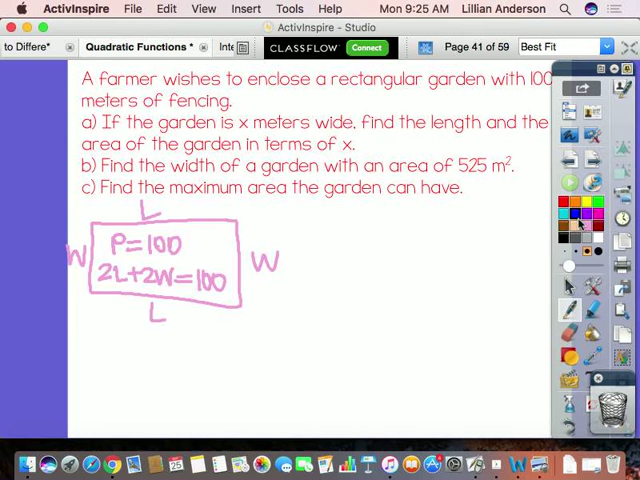 ActivInspire File Edit View Insert Tools Help Mon 9:25 AM Lillian Anderson
ActivInspire - Studio
to Differe* Quadratic Functions * Inte CLASSFLOW Connect Page 41 of 59 Best Fit
A farmer wishes to enclose a rectangular garden with 100
meters of fencing.
a) If the garden is x meters wide, find the length and the
area of the garden in terms of x.
b) Find the width of a garden with an area of 525 m².
c) Find the maximum area the garden can have.
L
P=100
W W
2L+2W=100
L